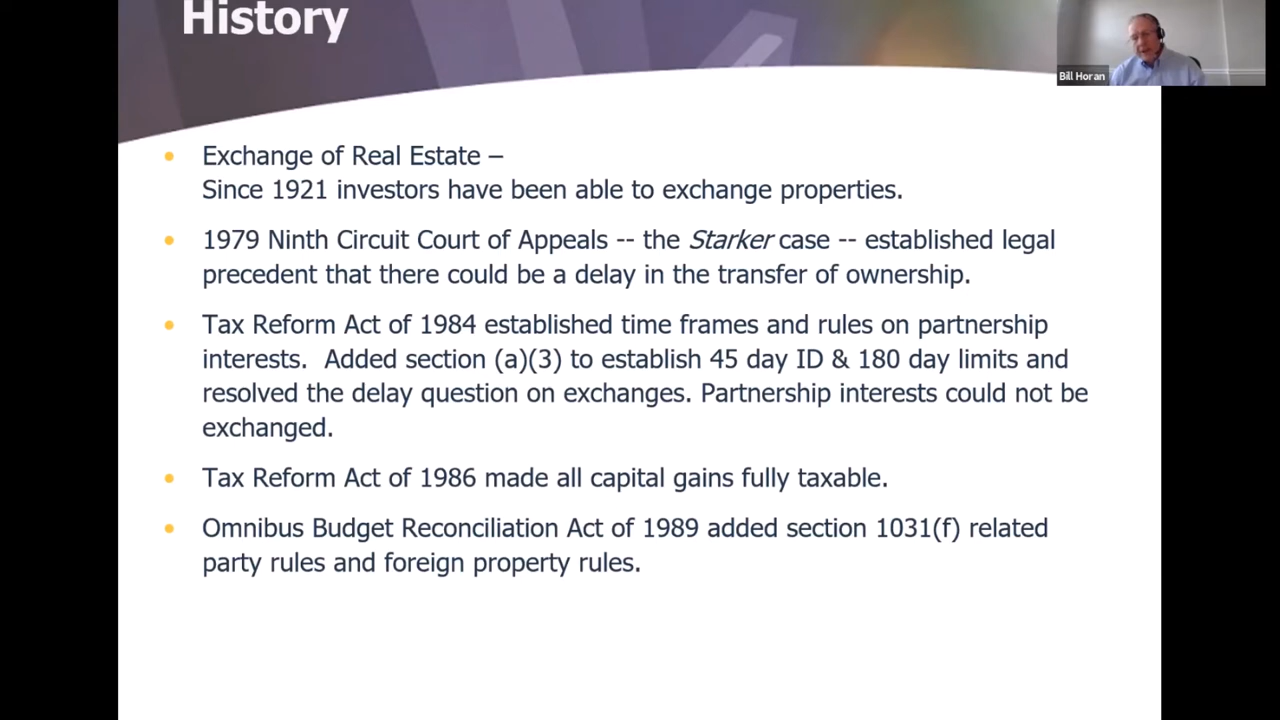 History
Bill Horan
Exchange of Real Estate –
Since 1921 investors have been able to exchange properties.
1979 Ninth Circuit Court of Appeals -- the Starker case -- established legal
precedent that there could be a delay in the transfer of ownership.
Tax Reform Act of 1984 established time frames and rules on partnership
interests.  Added section (a)(3) to establish 45 day ID & 180 day limits and
resolved the delay question on exchanges. Partnership interests could not be
exchanged.
Tax Reform Act of 1986 made all capital gains fully taxable.
Omnibus Budget Reconciliation Act of 1989 added section 1031(f) related
party rules and foreign property rules.